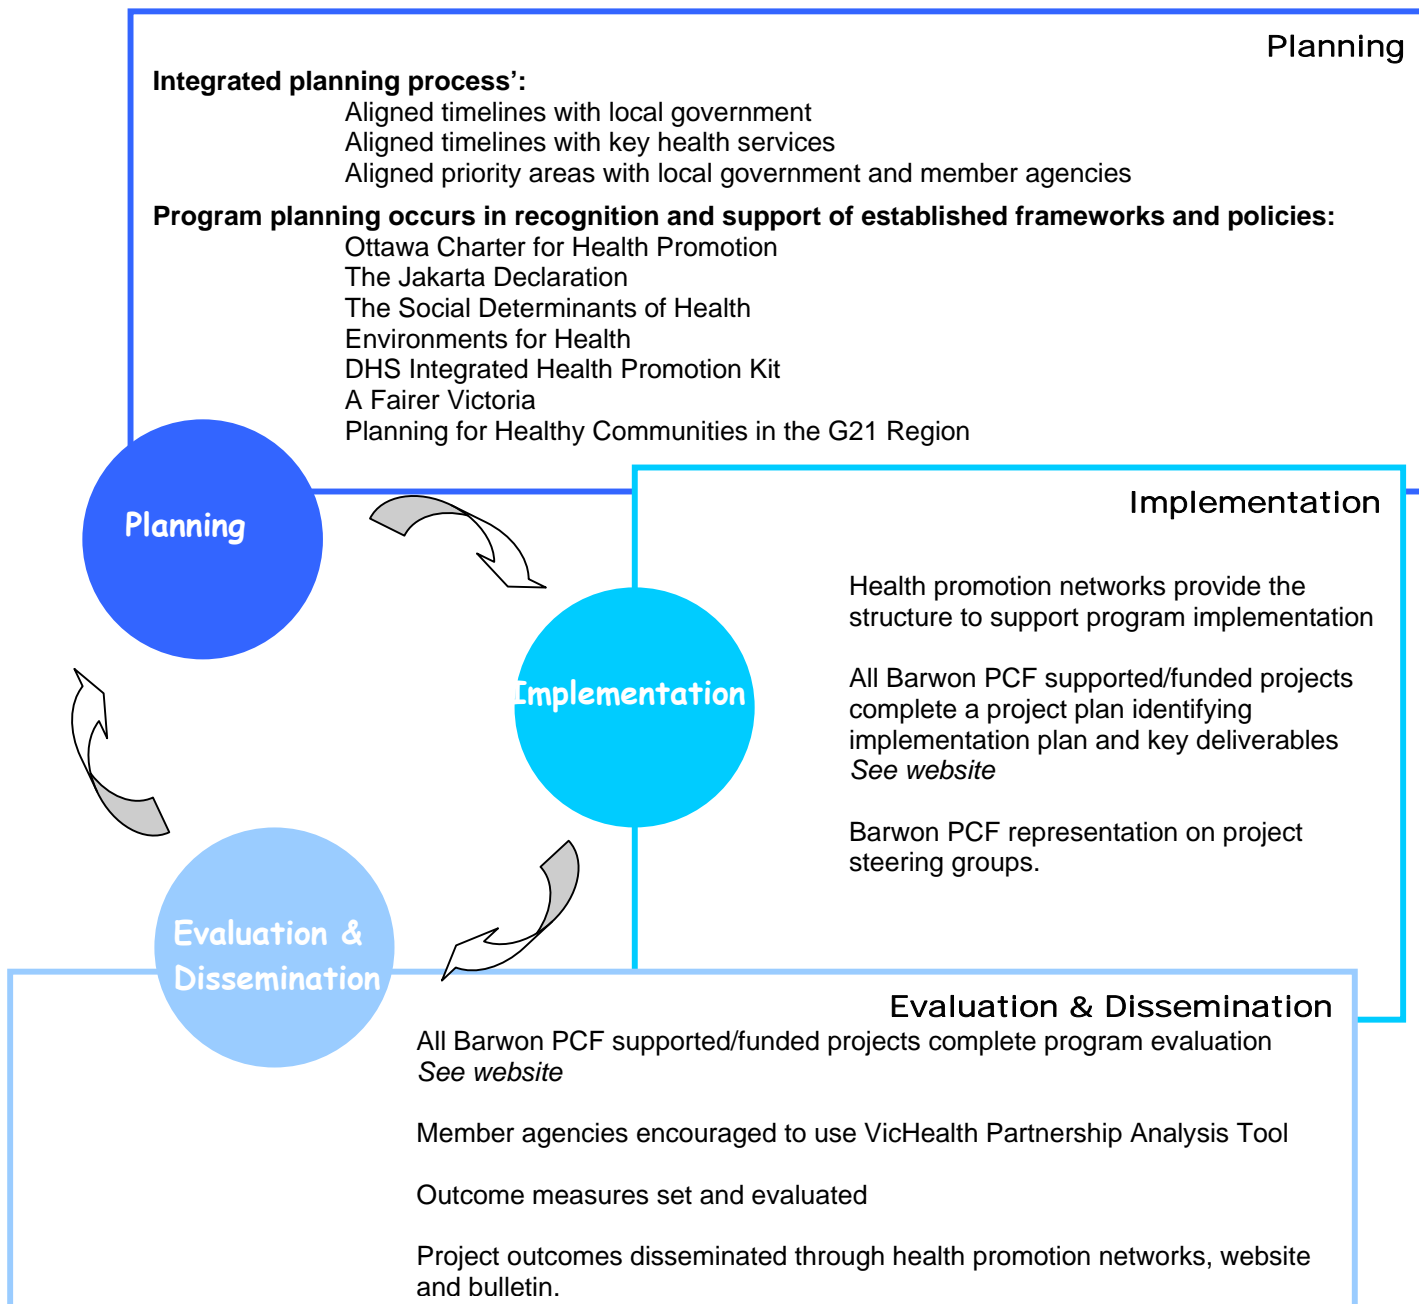 Planning
Integrated planning process’:
Aligned timelines with local government
Aligned timelines with key health services
Aligned priority areas with local government and member agencies
Program planning occurs in recognition and support of established frameworks and policies:
Ottawa Charter for Health Promotion
The Jakarta Declaration
The Social Determinants of Health
Environments for Health
DHS Integrated Health Promotion Kit
A Fairer Victoria
Planning for Healthy Communities in the G21 Region
Planning
Implementation
Health promotion networks provide the
structure to support program implementation
All Barwon PCF supported/funded projects
complete a project plan identifying
implementation plan and key deliverables
See website
Barwon PCF representation on project
steering groups.
Implementation
Evaluation &
Dissemination
Evaluation & Dissemination
All Barwon PCF supported/funded projects complete program evaluation
See website
Member agencies encouraged to use VicHealth Partnership Analysis Tool
Outcome measures set and evaluated
Project outcomes disseminated through health promotion networks, website
and bulletin.